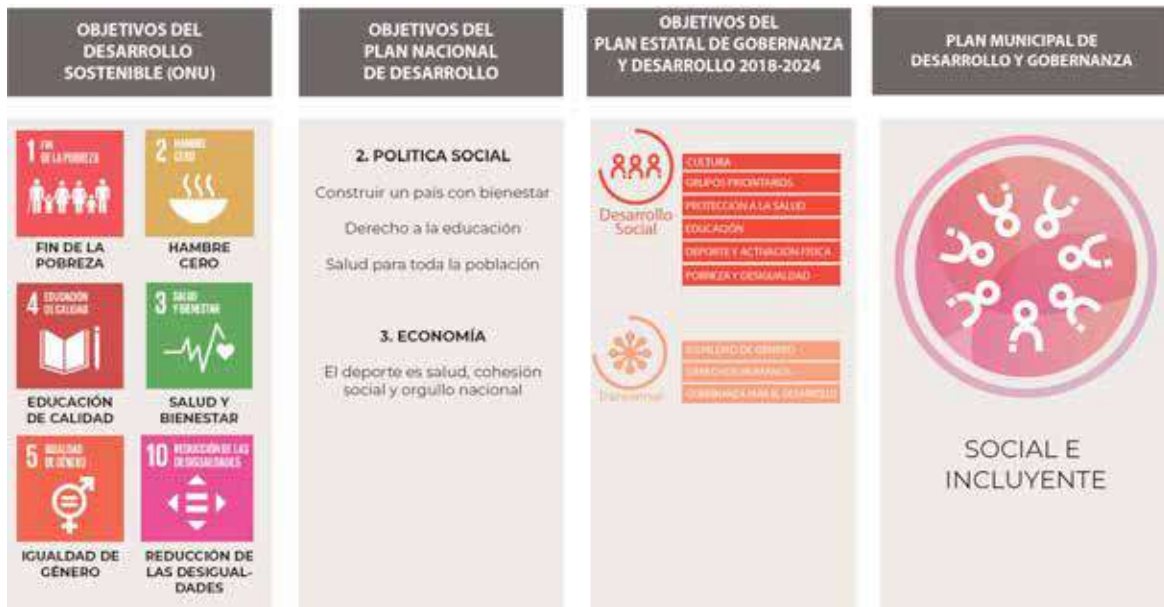 OBJETIVOS DEL
DESARROLLO
SOSTENIBLE (ONU)
1 FIN
DE LA POBREZA
2 HAMBRE
CERO
FIN DE LA
POBREZA
HAMBRE
CERO
4 EDUCACIÓN
DE CALIDAD
3 SALUD
Y BIENESTAR
EDUCACIÓN
DE CALIDAD
SALUD Y
BIENESTAR
5 IGUALDAD
DE GÉNERO
10 REDUCCIÓN DE LAS
DESIGUALDADES
IGUALDAD DE
GÉNERO
REDUCCIÓN DE
LAS DESIGUAL-
DADES
OBJETIVOS DEL
PLAN NACIONAL
DE DESARROLLO
2. POLITICA SOCIAL
Construir un país con bienestar
Derecho a la educación
Salud para toda la población
3. ECONOMÍA
El deporte es salud, cohesión
social y orgullo nacional
OBJETIVOS DEL
PLAN ESTATAL DE GOBERNANZA
Y DESARROLLO 2018-2024
Desarrollo
Social
CULTURA
GRUPOS PRIORITARIOS
PROTECCIÓN A LA SALUD
EDUCACIÓN
DEPORTE Y ACTIVACIÓN FÍSICA
POBREZA Y DESIGUALDAD
Transversal
IGUALDAD DE GÉNERO
DERECHOS HUMANOS
GOBERNANZA PARA EL DESARROLLO
PLAN MUNICIPAL DE
DESARROLLO Y GOBERNANZA
SOCIAL E
INCLUYENTE